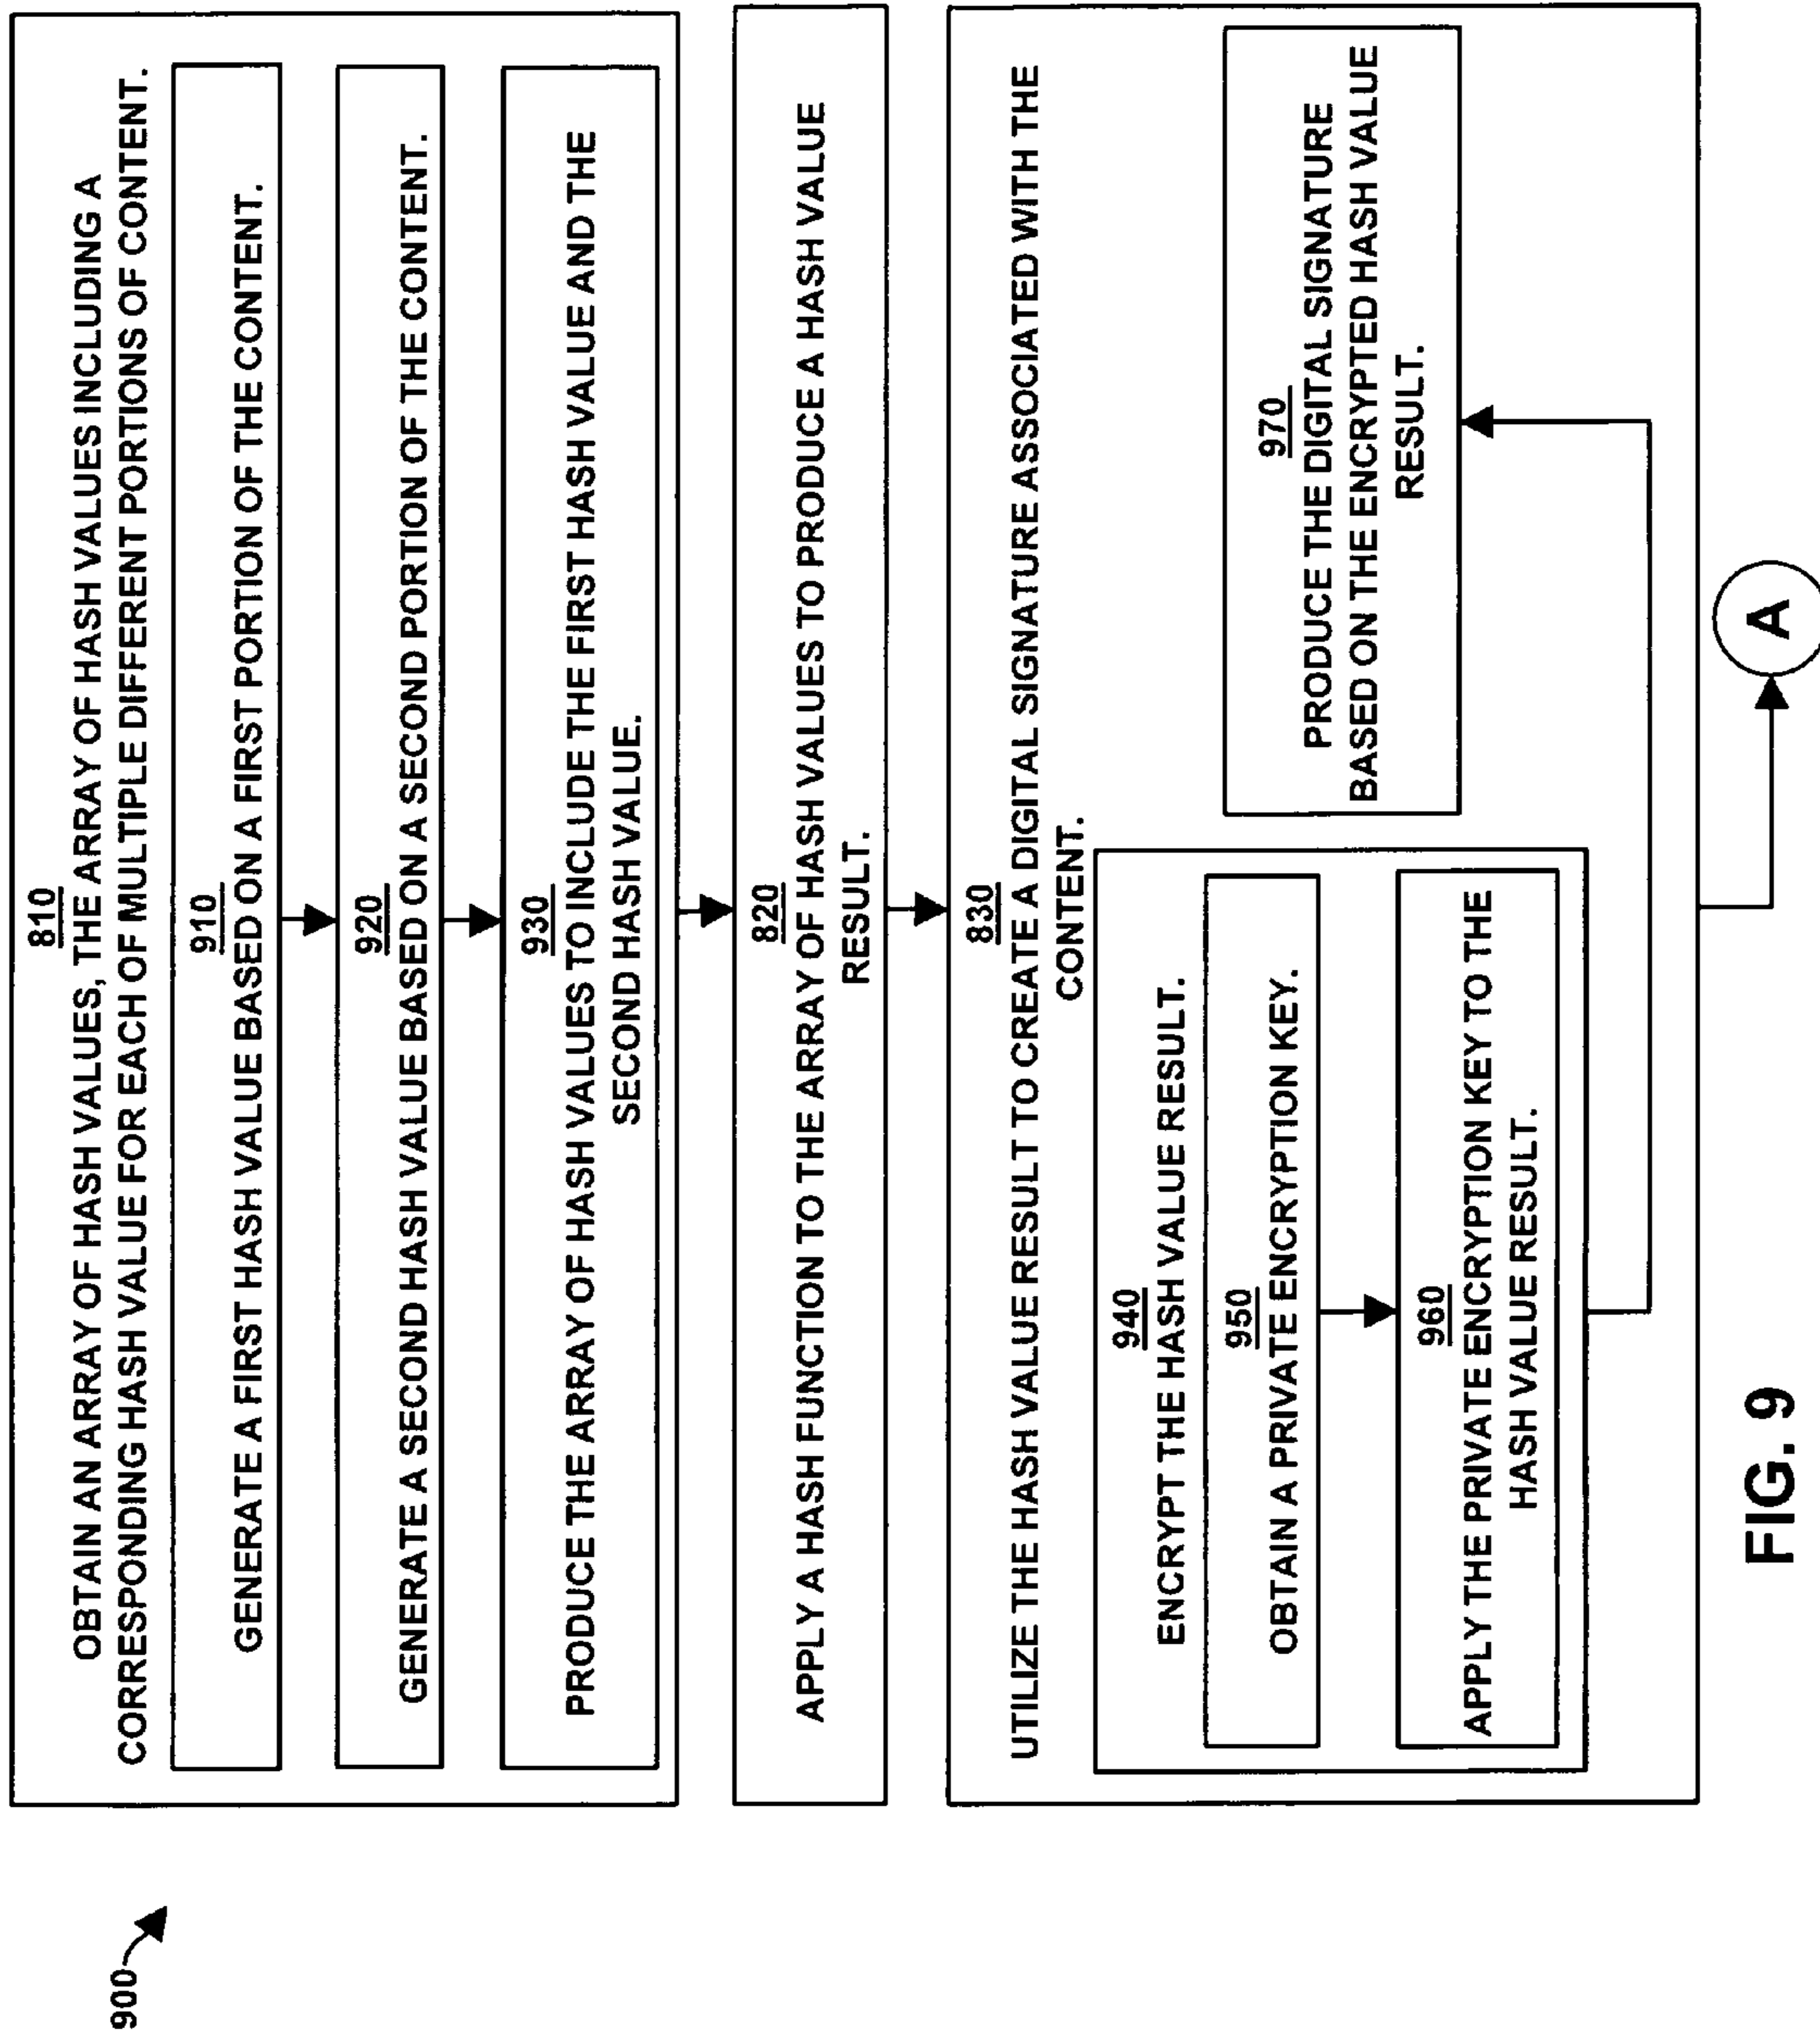 900
810
OBTAIN AN ARRAY OF HASH VALUES, THE ARRAY OF HASH VALUES INCLUDING A
CORRESPONDING HASH VALUE FOR EACH OF MULTIPLE DIFFERENT PORTIONS OF CONTENT.
910
GENERATE A FIRST HASH VALUE BASED ON A FIRST PORTION OF THE CONTENT.
920
GENERATE A SECOND HASH VALUE BASED ON A SECOND PORTION OF THE CONTENT.
930
PRODUCE THE ARRAY OF HASH VALUES TO INCLUDE THE FIRST HASH VALUE AND THE
SECOND HASH VALUE.
820
APPLY A HASH FUNCTION TO THE ARRAY OF HASH VALUES TO PRODUCE A HASH VALUE
RESULT.
830
UTILIZE THE HASH VALUE RESULT TO CREATE A DIGITAL SIGNATURE ASSOCIATED WITH THE
CONTENT.
940
ENCRYPT THE HASH VALUE RESULT.
950
OBTAIN A PRIVATE ENCRYPTION KEY.
960
APPLY THE PRIVATE ENCRYPTION KEY TO THE
HASH VALUE RESULT.
970
PRODUCE THE DIGITAL SIGNATURE
BASED ON THE ENCRYPTED HASH VALUE
RESULT.
A
FIG. 9